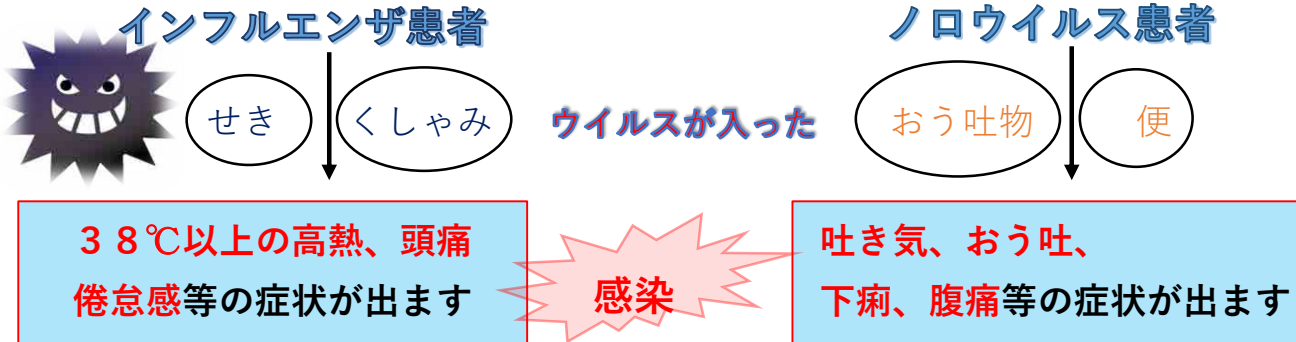 インフルエンザ患者
ノロウイルス患者
せき
くしゃみ
ウイルスが入った
おう吐物
便
３８℃以上の高熱、頭痛
倦怠感等の症状が出ます
感染
吐き気、おう吐、
下痢、腹痛等の症状が出ます